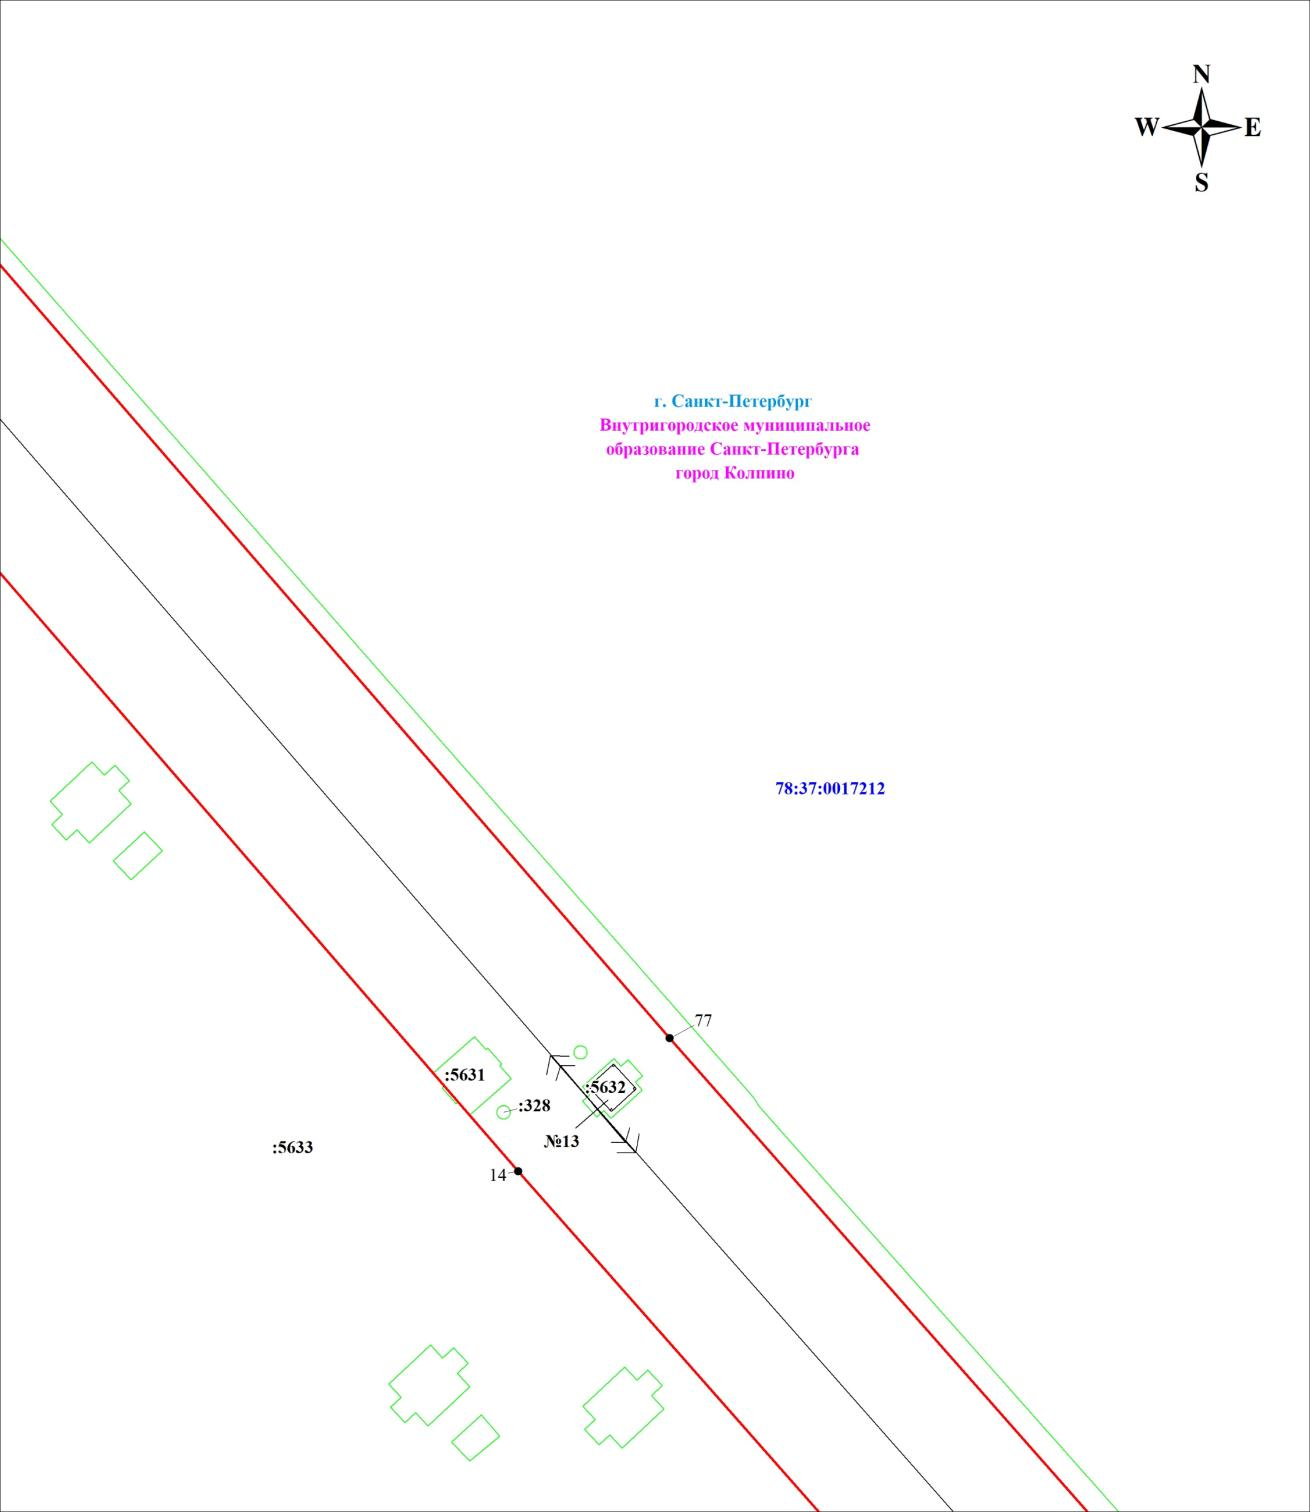 N
W E
S
г. Санкт-Петербург
Внутригородское муниципальное
образование Санкт-Петербурга
город Колпино
78:37:0017212
77
:5631
:5632
:328
№13
:5633
14